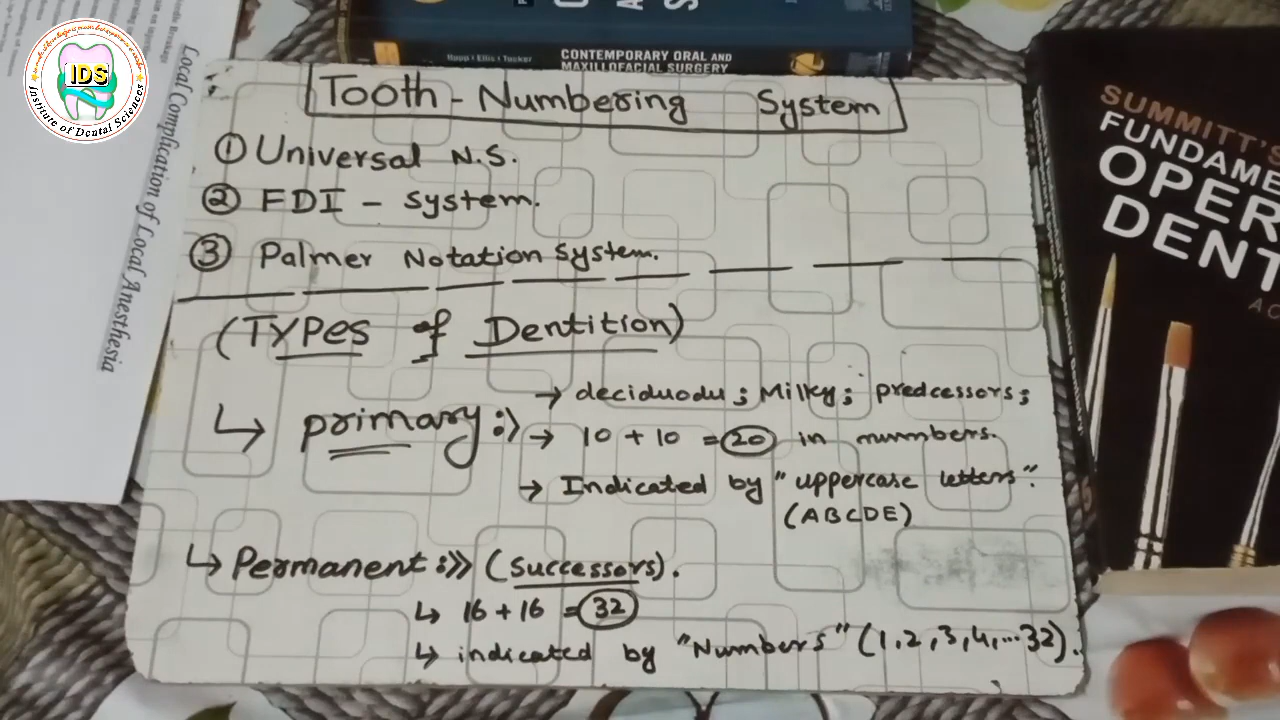 IDS
Institute of Dental Sciences
Local Complication of Local Anesthesia
Hupp I Ellis I Tucker
CONTEMPORARY ORAL AND
MAXILLOFACIAL SURGERY
SUMMITT'S
FUNDAME
OPER
DENT
Tooth - Numbering System
① Universal N.S.
② FDI - System.
③ Palmer Notation System.
(Types of Dentition)
↳ primary :⟩ → deciduodu ; Milky ; predcessors ;
→ 10 + 10 = 20 in numbers.
→ Indicated by "uppercase letters".
(ABCDE)
↳ Permanent :⟫ (Successors).
↳ 16 + 16 = 32
↳ indicated by "Numbers" (1,2,3,4,...32).